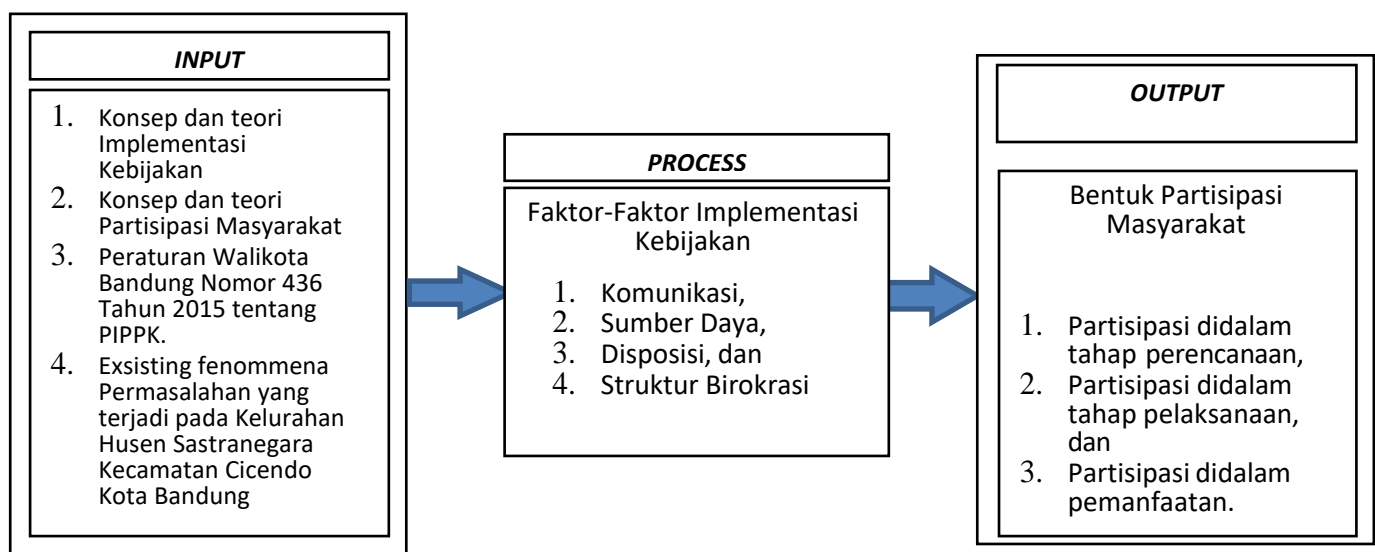 INPUT
1. Konsep dan teori
Implementasi
Kebijakan
2. Konsep dan teori
Partisipasi Masyarakat
3. Peraturan Walikota
Bandung Nomor 436
Tahun 2015 tentang
PIPPK.
4. Exsisting fenommena
Permasalahan yang
terjadi pada Kelurahan
Husen Sastranegara
Kecamatan Cicendo
Kota Bandung
PROCESS
Faktor-Faktor Implementasi
Kebijakan
1. Komunikasi,
2. Sumber Daya,
3. Disposisi, dan
4. Struktur Birokrasi
OUTPUT
Bentuk Partisipasi
Masyarakat
1. Partisipasi didalam
tahap perencanaan,
2. Partisipasi didalam
tahap pelaksanaan,
dan
3. Partisipasi didalam
pemanfaatan.